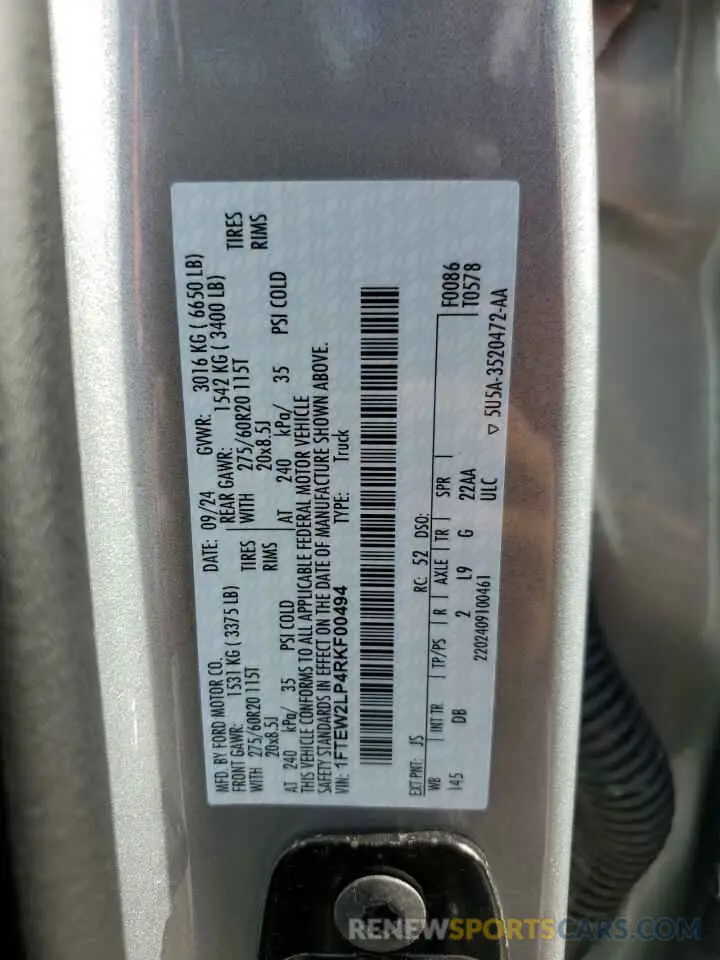 MFD. BY FORD MOTOR CO.
DATE: 09/24 GVWR: 3016 KG ( 6650 LB)
FRONT GAWR: 1531 KG ( 3375 LB)
REAR GAWR: 1542 KG ( 3400 LB)
WITH 275/60R20 115T TIRES
WITH 275/60R20 115T TIRES
20x8.5J RIMS
20x8.5J RIMS
AT 240 kPa/ 35 PSI COLD
AT 240 kPa/ 35 PSI COLD
THIS VEHICLE CONFORMS TO ALL APPLICABLE FEDERAL MOTOR VEHICLE
SAFETY STANDARDS IN EFFECT ON THE DATE OF MANUFACTURE SHOWN ABOVE.
VIN: 1FTEW2LP4RKF00494 TYPE: Truck
EXT PNT: JS RC: 52 DSO: F0086
WB INT TR TP/PS R AXLE TR SPR T0578
145 DB 2 L9 G 22AA
2202409100461 ULC ▽ 5U5A-3520472-AA
RENEWSPORTSCARS.COM